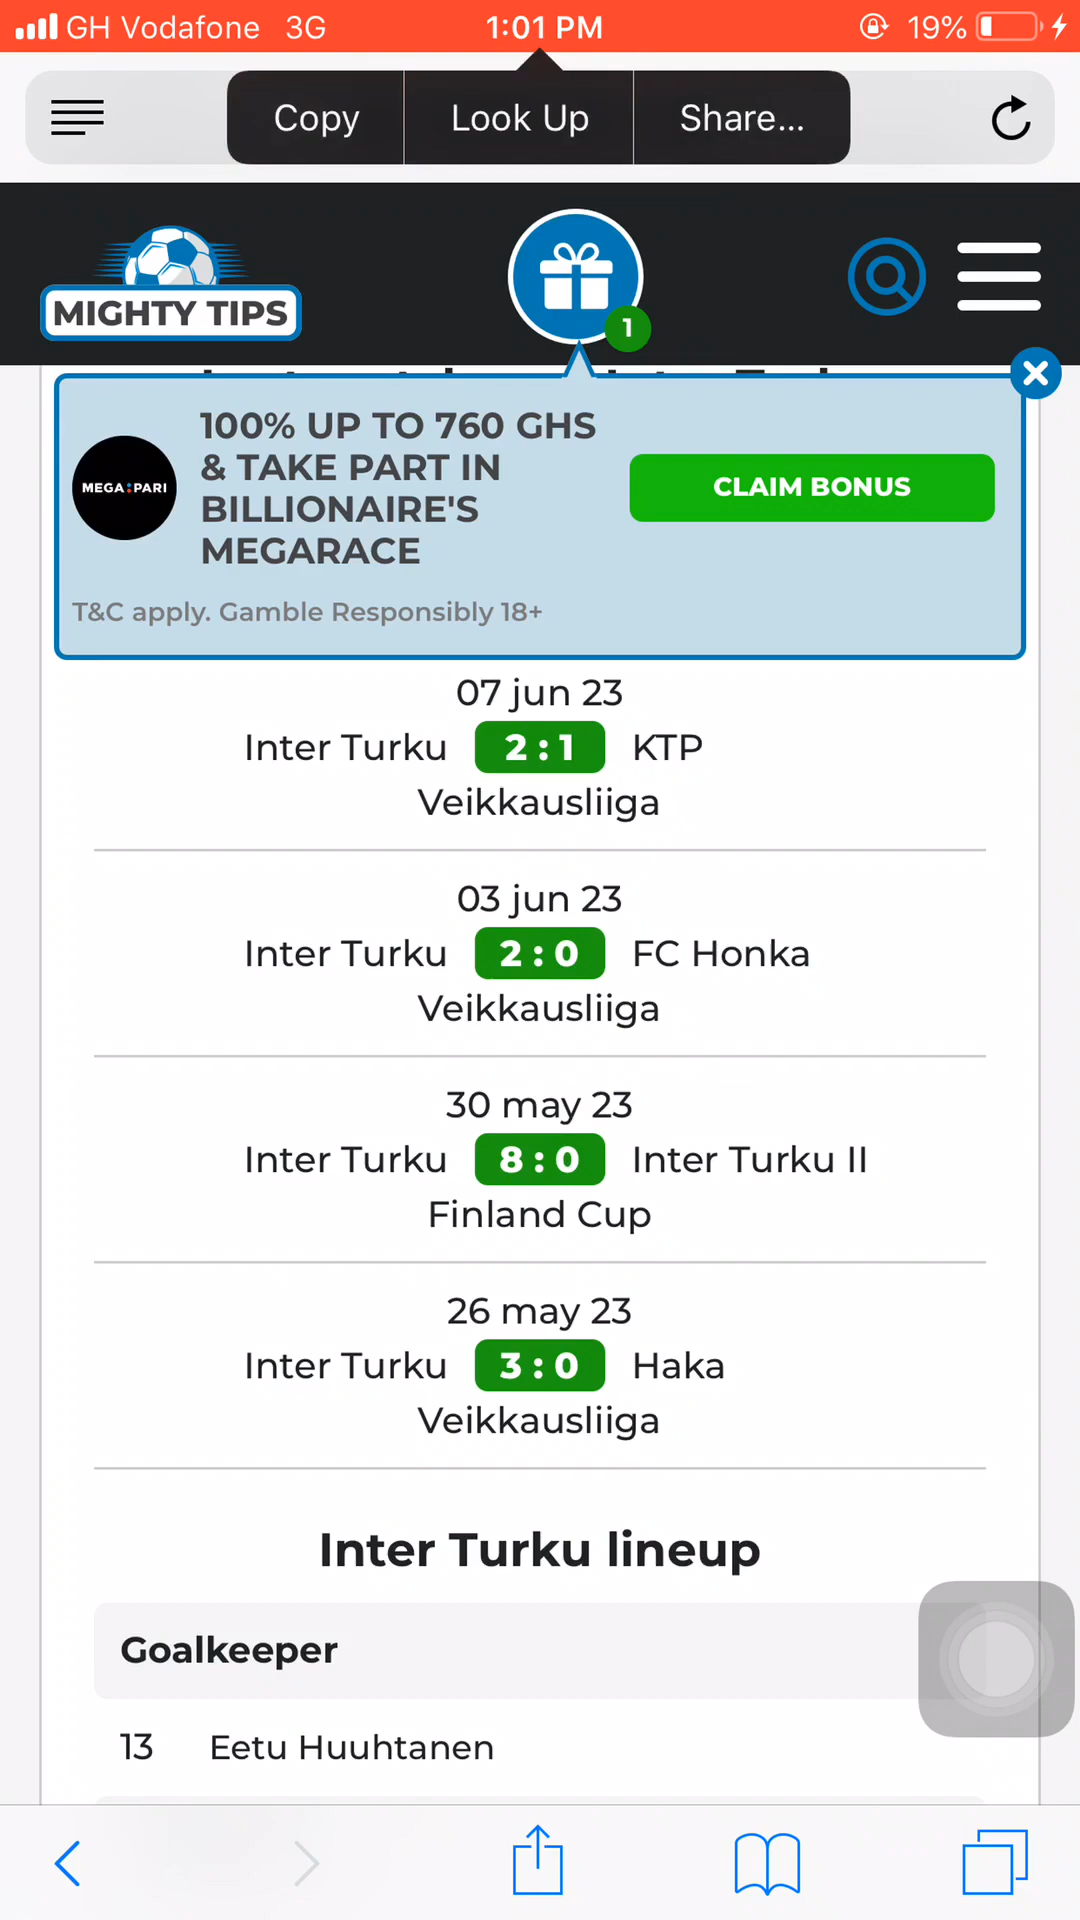 GH Vodafone 3G 1:01 PM 19%
Copy Look Up Share...
MIGHTY TIPS
1
100% UP TO 760 GHS
& TAKE PART IN
BILLIONAIRE'S
MEGARACE
MEGA:PARI
CLAIM BONUS
T&C apply. Gamble Responsibly 18+
07 jun 23
Inter Turku 2 : 1 KTP
Veikkausliiga
03 jun 23
Inter Turku 2 : 0 FC Honka
Veikkausliiga
30 may 23
Inter Turku 8 : 0 Inter Turku II
Finland Cup
26 may 23
Inter Turku 3 : 0 Haka
Veikkausliiga
Inter Turku lineup
Goalkeeper
13 Eetu Huuhtanen